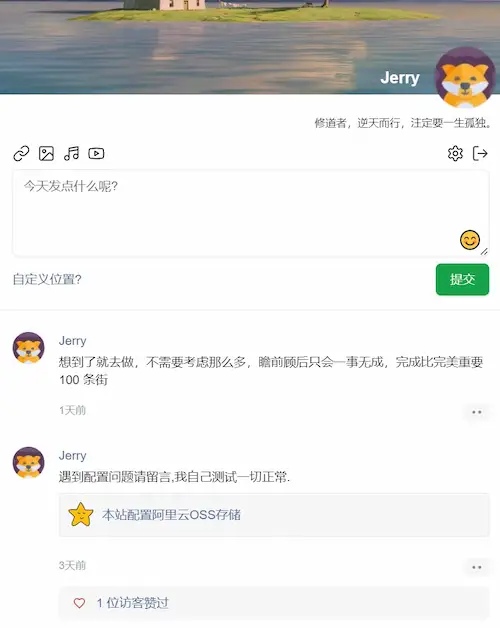 Jerry
修道者，逆天而行，注定要一生孤独。
今天发点什么呢?
自定义位置?
提交
Jerry
想到了就去做，不需要考虑那么多，瞻前顾后只会一事无成，完成比完美重要
100 条街
1天前
Jerry
遇到配置问题请留言,我自己测试一切正常.
本站配置阿里云OSS存储
3天前
1 位访客赞过